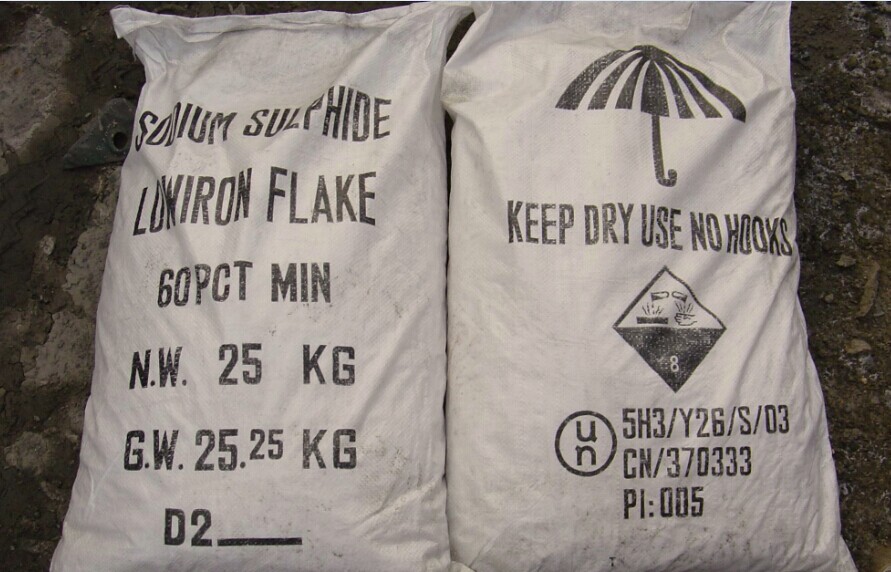 SODIUM SULPHIDE
LOWIRON FLAKE
60PCT MIN
N.W. 25 KG
G.W. 25.25 KG
D2____
KEEP DRY USE NO HOOKS
8
un
5H3/Y26/S/03
CN/370333
PI:005